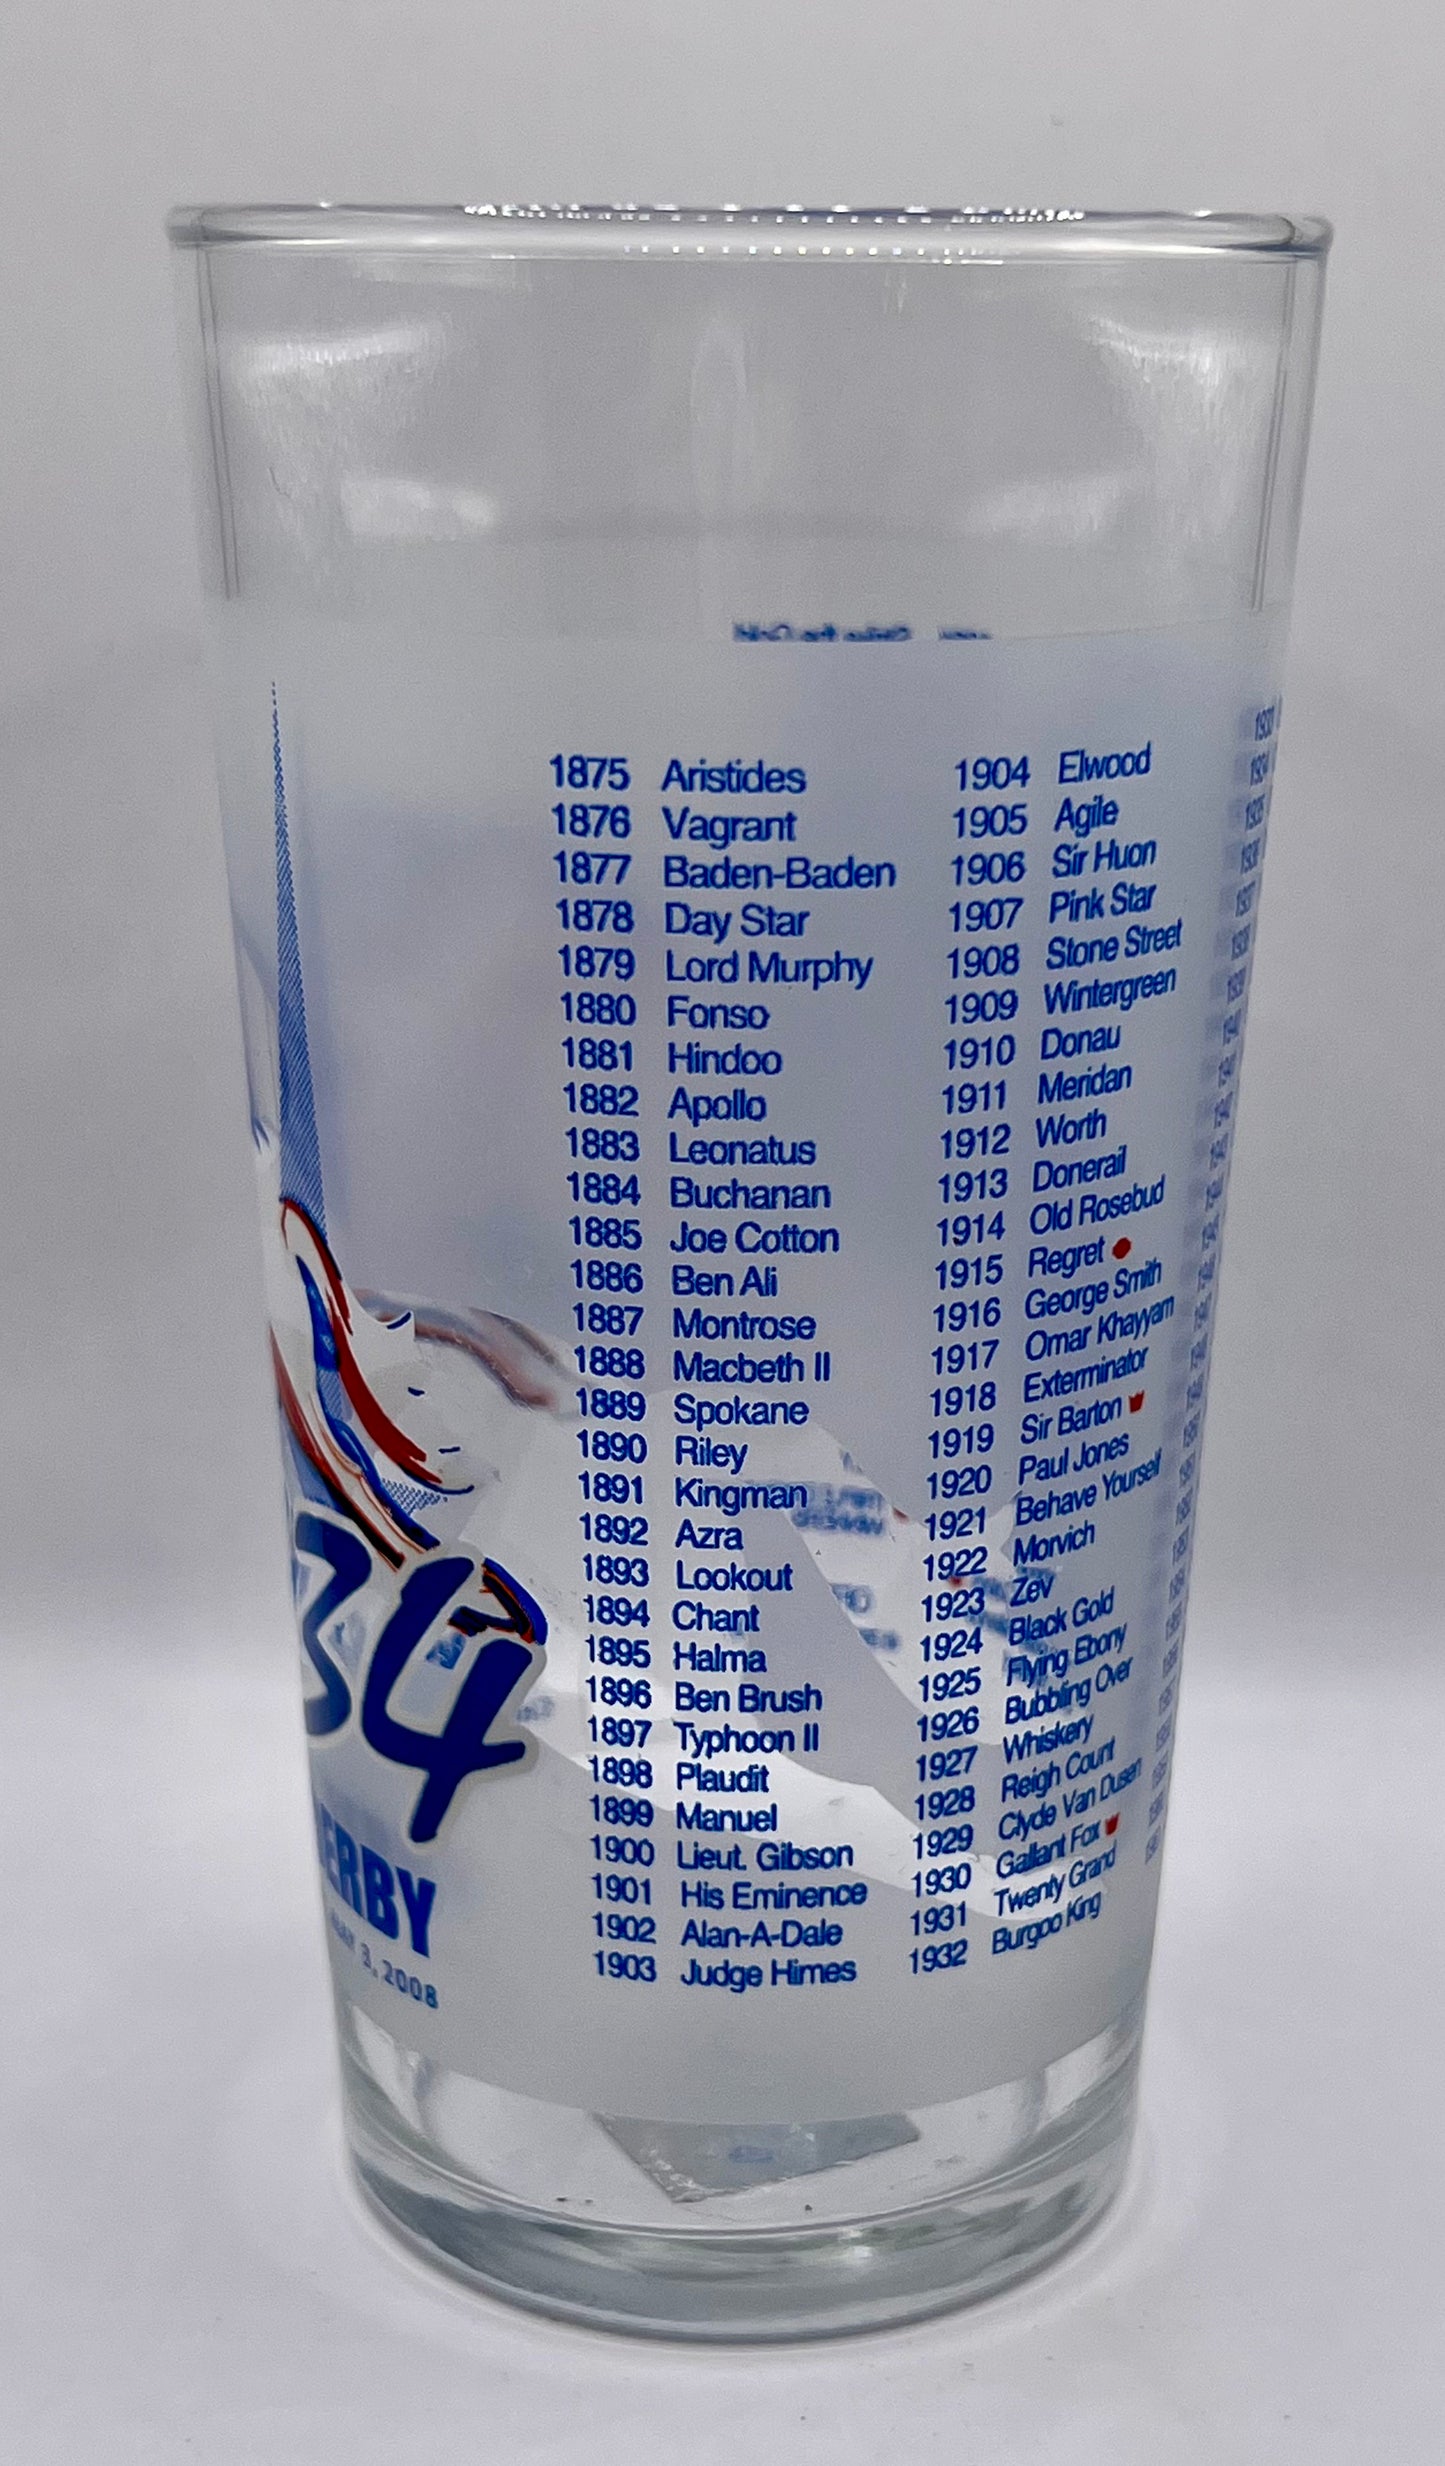 34
ERBY
MAY 3, 2008
1875 Aristides
1876 Vagrant
1877 Baden-Baden
1878 Day Star
1879 Lord Murphy
1880 Fonso
1881 Hindoo
1882 Apollo
1883 Leonatus
1884 Buchanan
1885 Joe Cotton
1886 Ben Ali
1887 Montrose
1888 Macbeth II
1889 Spokane
1890 Riley
1891 Kingman
1892 Azra
1893 Lookout
1894 Chant
1895 Halma
1896 Ben Brush
1897 Typhoon II
1898 Plaudit
1899 Manuel
1900 Lieut. Gibson
1901 His Eminence
1902 Alan-A-Dale
1903 Judge Himes
1904 Elwood
1905 Agile
1906 Sir Huon
1907 Pink Star
1908 Stone Street
1909 Wintergreen
1910 Donau
1911 Meridan
1912 Worth
1913 Donerail
1914 Old Rosebud
1915 Regret
1916 George Smith
1917 Omar Khayyam
1918 Exterminator
1919 Sir Barton
1920 Paul Jones
1921 Behave Yourself
1922 Morvich
1923 Zev
1924 Black Gold
1925 Flying Ebony
1926 Bubbling Over
1927 Whiskery
1928 Reigh Count
1929 Clyde Van Dusen
1930 Gallant Fox
1931 Twenty Grand
1932 Burgoo King